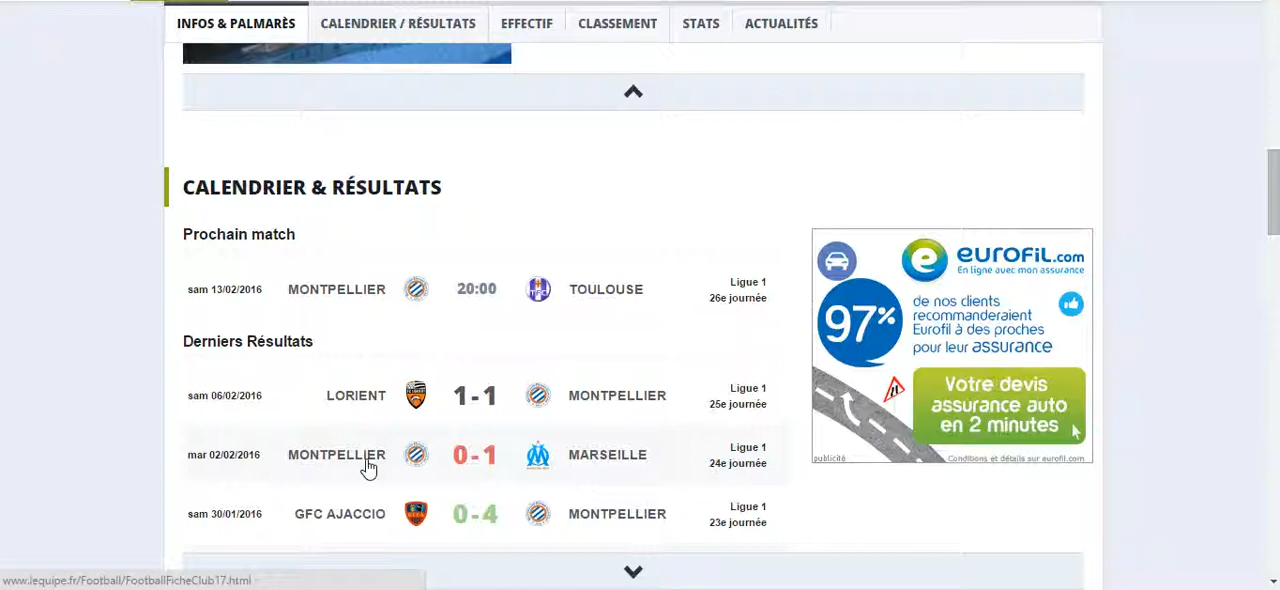 INFOS & PALMARÈS CALENDRIER / RÉSULTATS EFFECTIF CLASSEMENT STATS ACTUALITÉS
CALENDRIER & RÉSULTATS
Prochain match
sam 13/02/2016 MONTPELLIER 20:00 TOULOUSE Ligue 1
26e journée
Derniers Résultats
sam 06/02/2016 LORIENT 1 - 1 MONTPELLIER Ligue 1
25e journée
mar 02/02/2016 MONTPELLIER 0 - 1 MARSEILLE Ligue 1
24e journée
sam 30/01/2016 GFC AJACCIO 0 - 4 MONTPELLIER Ligue 1
23e journée
e eurofil.com
En ligne avec mon assurance
97%
de nos clients
recommanderaient
Eurofil à des proches
pour leur assurance
Votre devis
assurance auto
en 2 minutes
publicité Conditions et détails sur eurofil.com
www.lequipe.fr/Football/FootballFicheClub17.html